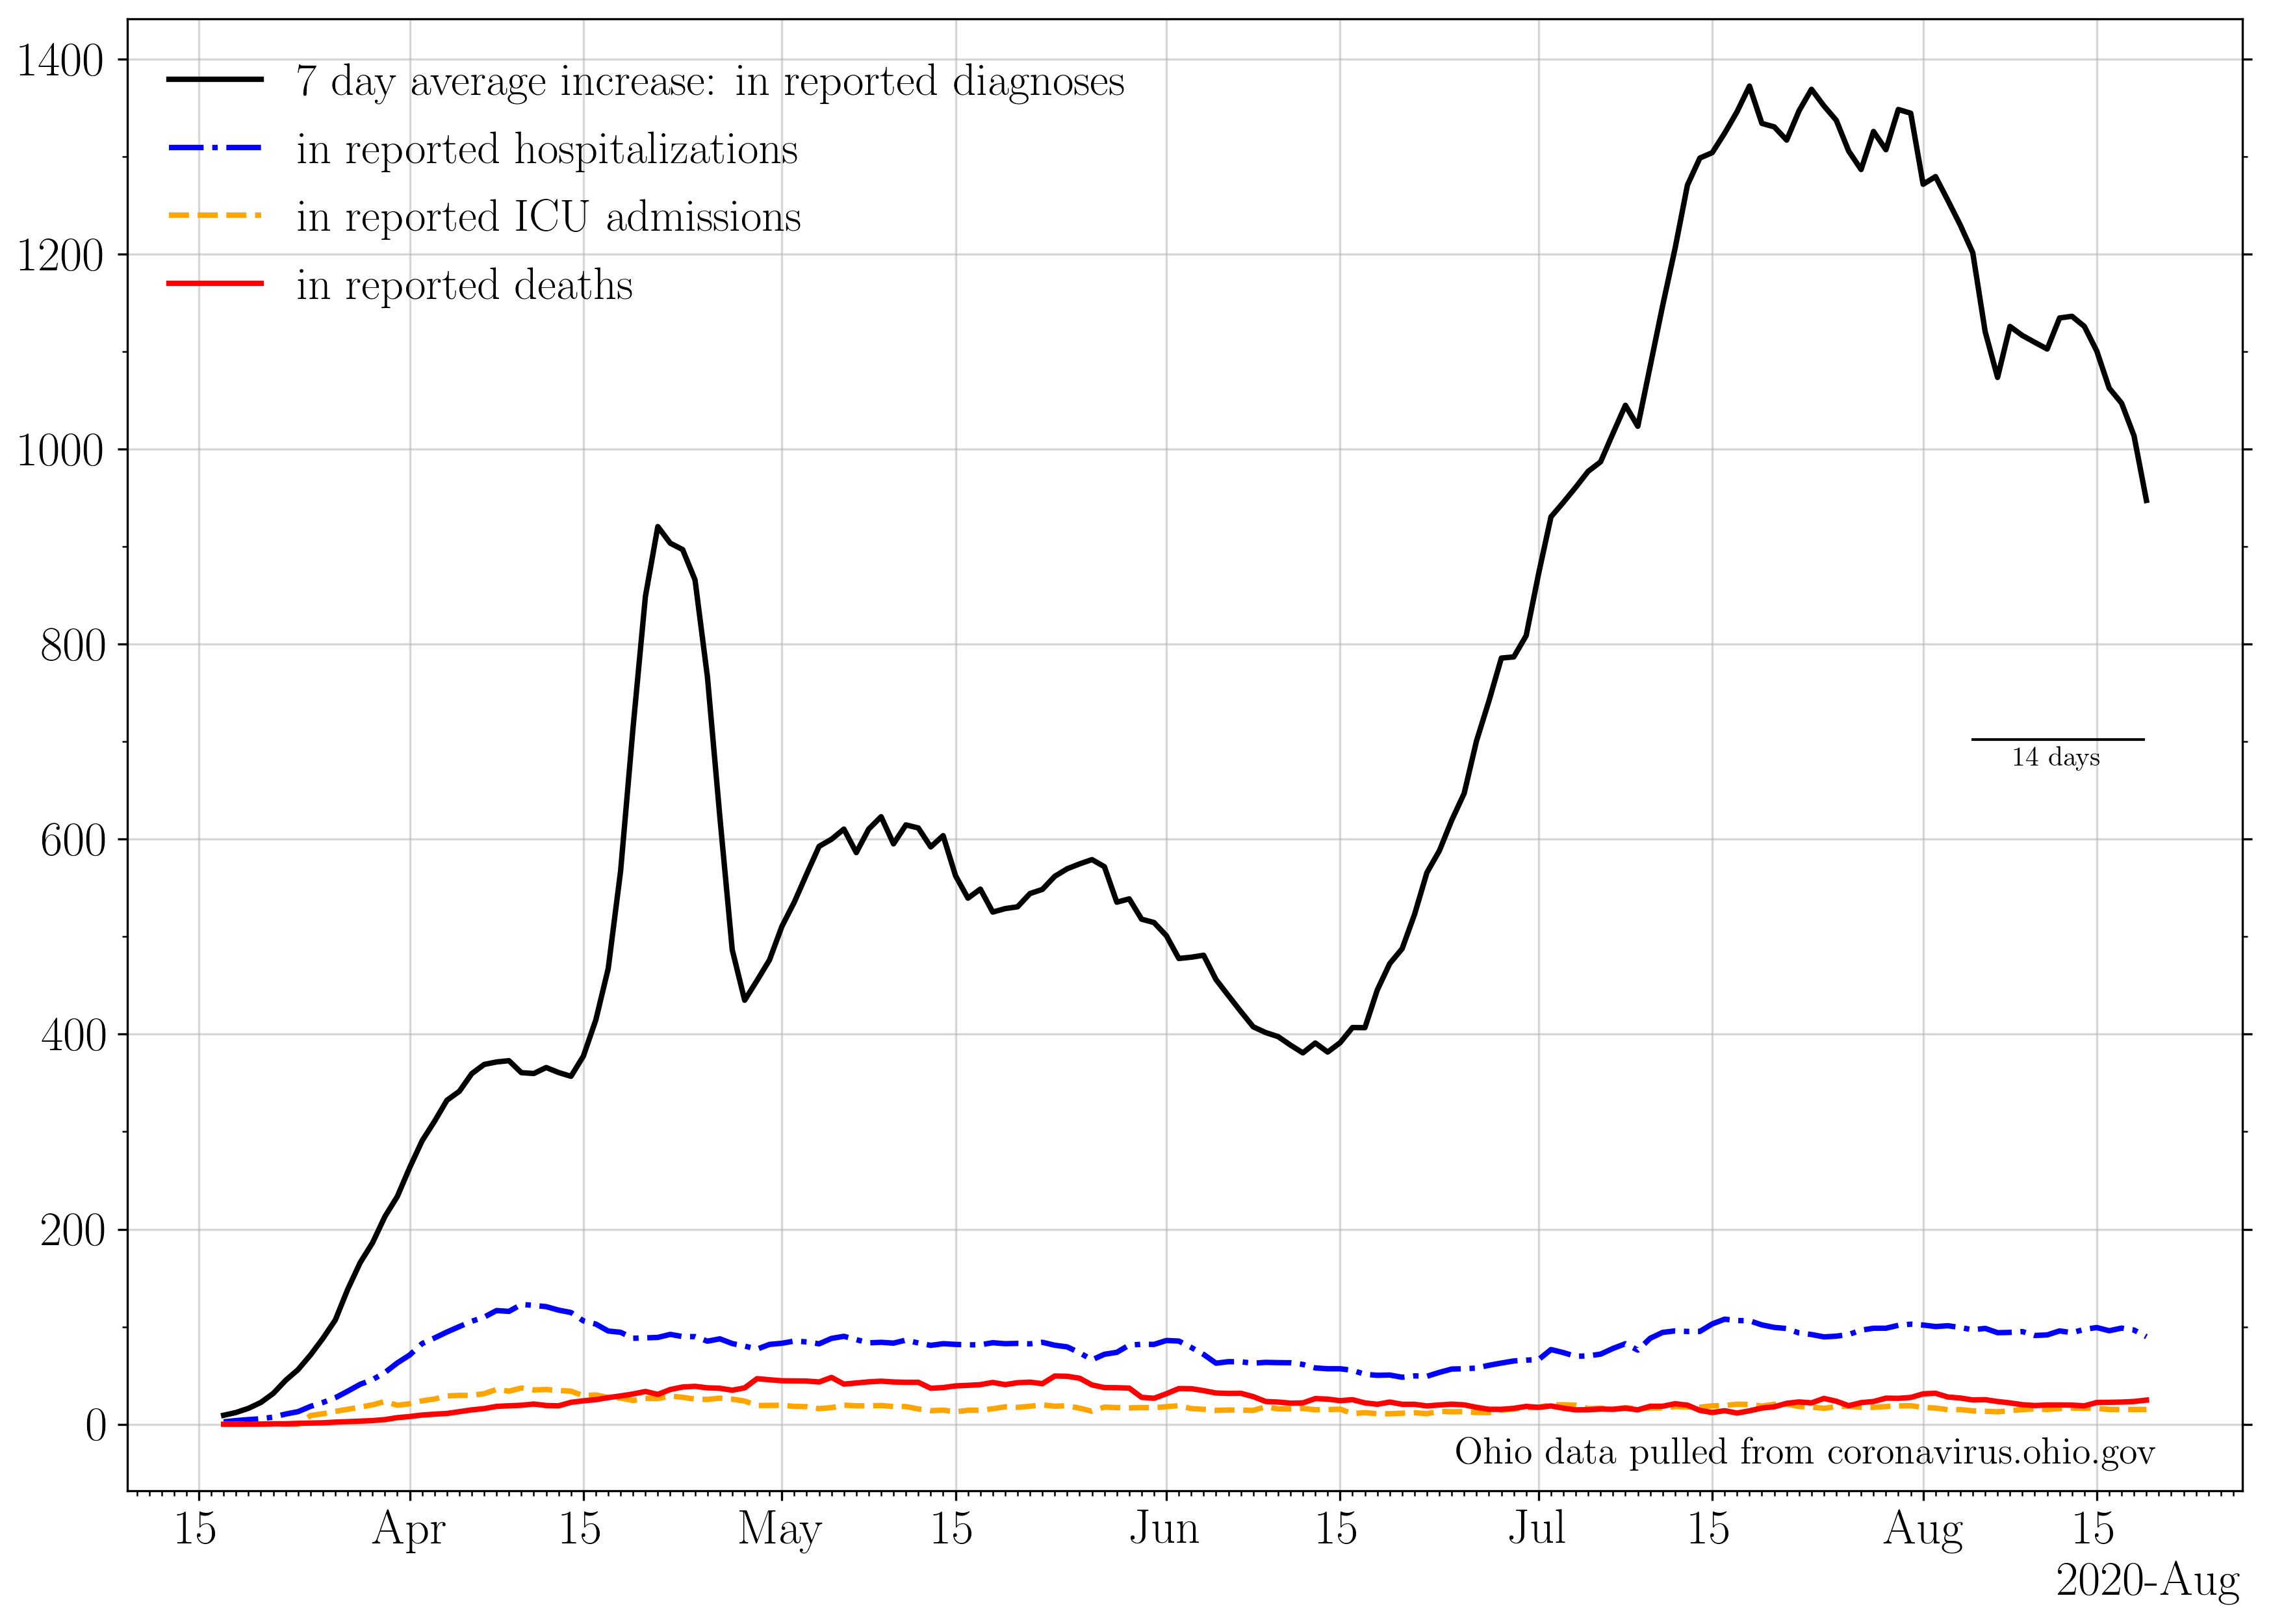 1400
1200
1000
800
600
400
200
0
7 day average increase: in reported diagnoses
in reported hospitalizations
in reported ICU admissions
in reported deaths
14 days
Ohio data pulled from coronavirus.ohio.gov
15 Apr 15 May 15 Jun 15 Jul 15 Aug 15
2020-Aug